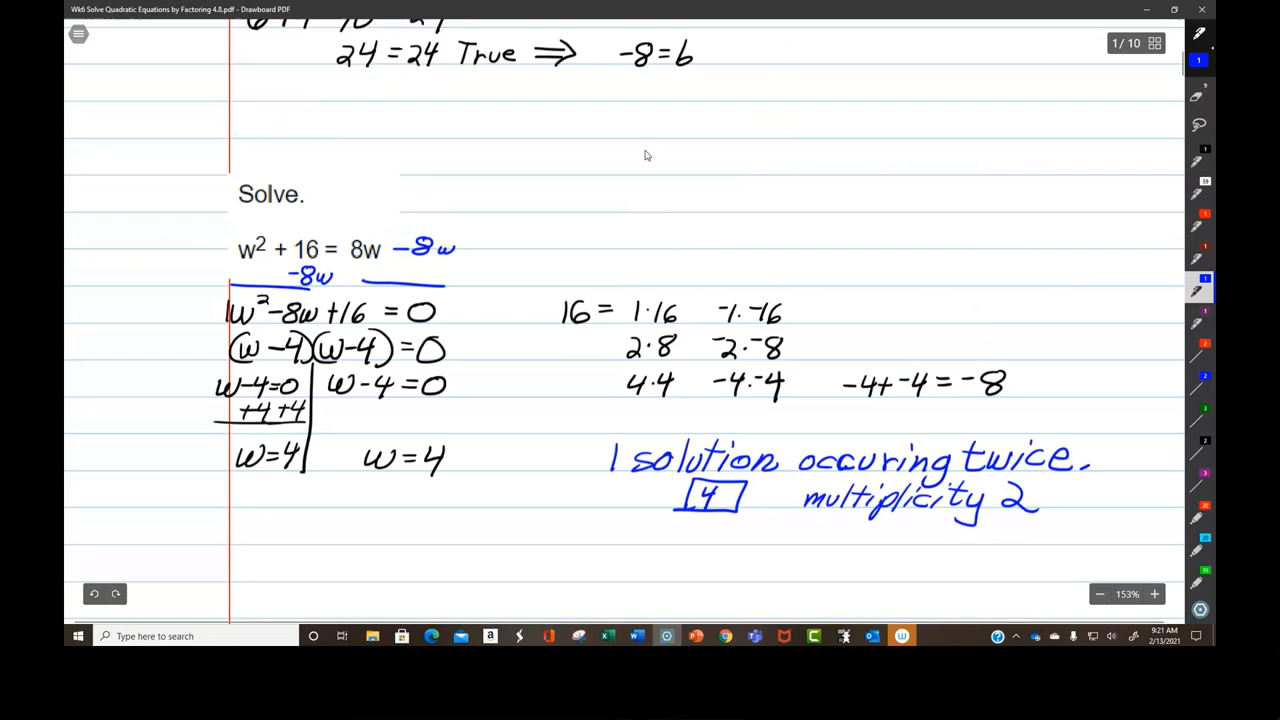 Wk6 Solve Quadratic Equations by Factoring 4.8.pdf - Drawboard PDF
1/10
24 = 24 True ⇒ -8 = b
Solve.
w² + 16 = 8w -8w
-8w
1w² - 8w + 16 = 0
16 = 1·16 -1·-16
(w - 4)(w - 4) = 0
2·8 -2·-8
w-4=0 w - 4 = 0
4·4 -4·-4 -4+ -4 = -8
+4 +4
w=4 w = 4
1 solution occuring twice.
4 multiplicity 2
153%
Type here to search
9:21 AM
2/13/2021